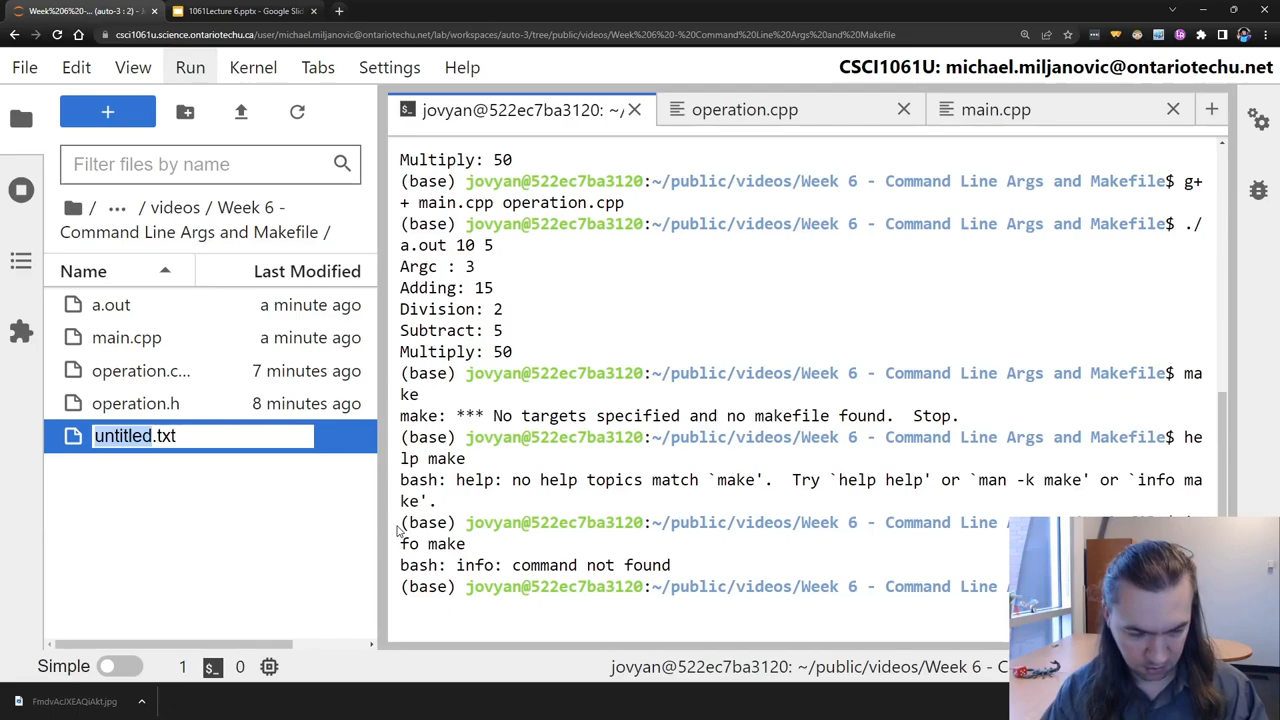 Week%206%20-... (auto-3 : 2) - J
1061Lecture 6.pptx - Google Slid
csci1061u.science.ontariotechu.ca/user/michael.miljanovic@ontariotechu.net/lab/workspaces/auto-3/tree/public/videos/Week%206%20-%20Command%20Line%20Args%20and%20Makefile
File Edit View Run Kernel Tabs Settings Help
CSCI1061U: michael.miljanovic@ontariotechu.net
Filter files by name
/ ... / videos / Week 6 -
Command Line Args and Makefile /
Name Last Modified
a.out a minute ago
main.cpp a minute ago
operation.c... 7 minutes ago
operation.h 8 minutes ago
untitled.txt
jovyan@522ec7ba3120: ~/
operation.cpp
main.cpp
Multiply: 50
(base) jovyan@522ec7ba3120:~/public/videos/Week 6 - Command Line Args and Makefile$ g+
+ main.cpp operation.cpp
(base) jovyan@522ec7ba3120:~/public/videos/Week 6 - Command Line Args and Makefile$ ./
a.out 10 5
Argc : 3
Adding: 15
Division: 2
Subtract: 5
Multiply: 50
(base) jovyan@522ec7ba3120:~/public/videos/Week 6 - Command Line Args and Makefile$ ma
ke
make: *** No targets specified and no makefile found.  Stop.
(base) jovyan@522ec7ba3120:~/public/videos/Week 6 - Command Line Args and Makefile$ he
lp make
bash: help: no help topics match `make'.  Try `help help' or `man -k make' or `info ma
ke'.
(base) jovyan@522ec7ba3120:~/public/videos/Week 6 - Command Line
fo make
bash: info: command not found
(base) jovyan@522ec7ba3120:~/public/videos/Week 6 - Command Line
Simple 1 0
jovyan@522ec7ba3120: ~/public/videos/Week 6 - C
FmdvAcJXEAQiAkt.jpg